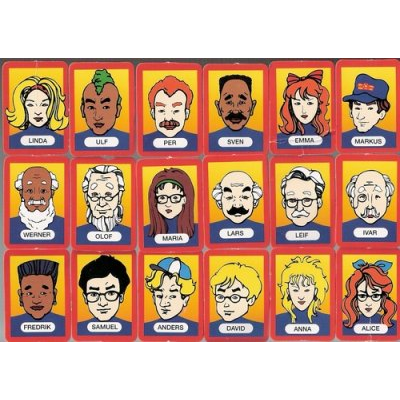 LINDA
ULF
PER
SVEN
EMMA
MARKUS
WERNER
OLOF
MARIA
LARS
LEIF
IVAR
FREDRIK
SAMUEL
ANDERS
DAVID
ANNA
ALICE